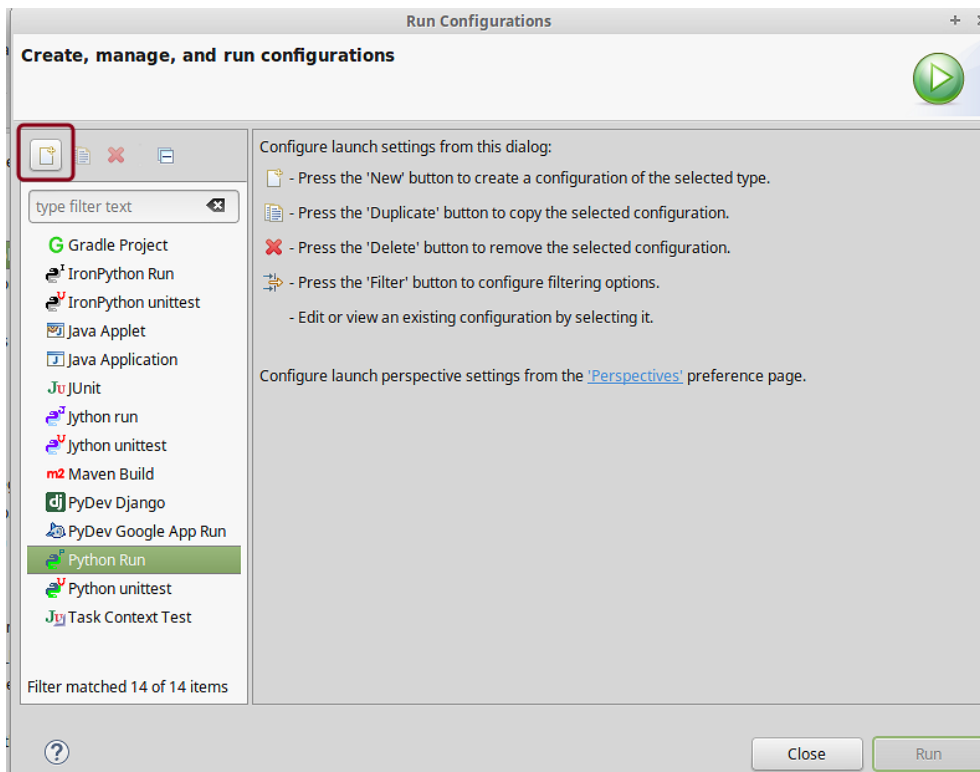 Run Configurations
Create, manage, and run configurations
type filter text
Gradle Project
IronPython Run
IronPython unittest
Java Applet
Java Application
Ju JUnit
Jython run
Jython unittest
m2 Maven Build
dj PyDev Django
PyDev Google App Run
Python Run
Python unittest
Ju Task Context Test
Filter matched 14 of 14 items
Configure launch settings from this dialog:
- Press the 'New' button to create a configuration of the selected type.
- Press the 'Duplicate' button to copy the selected configuration.
- Press the 'Delete' button to remove the selected configuration.
- Press the 'Filter' button to configure filtering options.
- Edit or view an existing configuration by selecting it.
Configure launch perspective settings from the 'Perspectives' preference page.
Close
Run